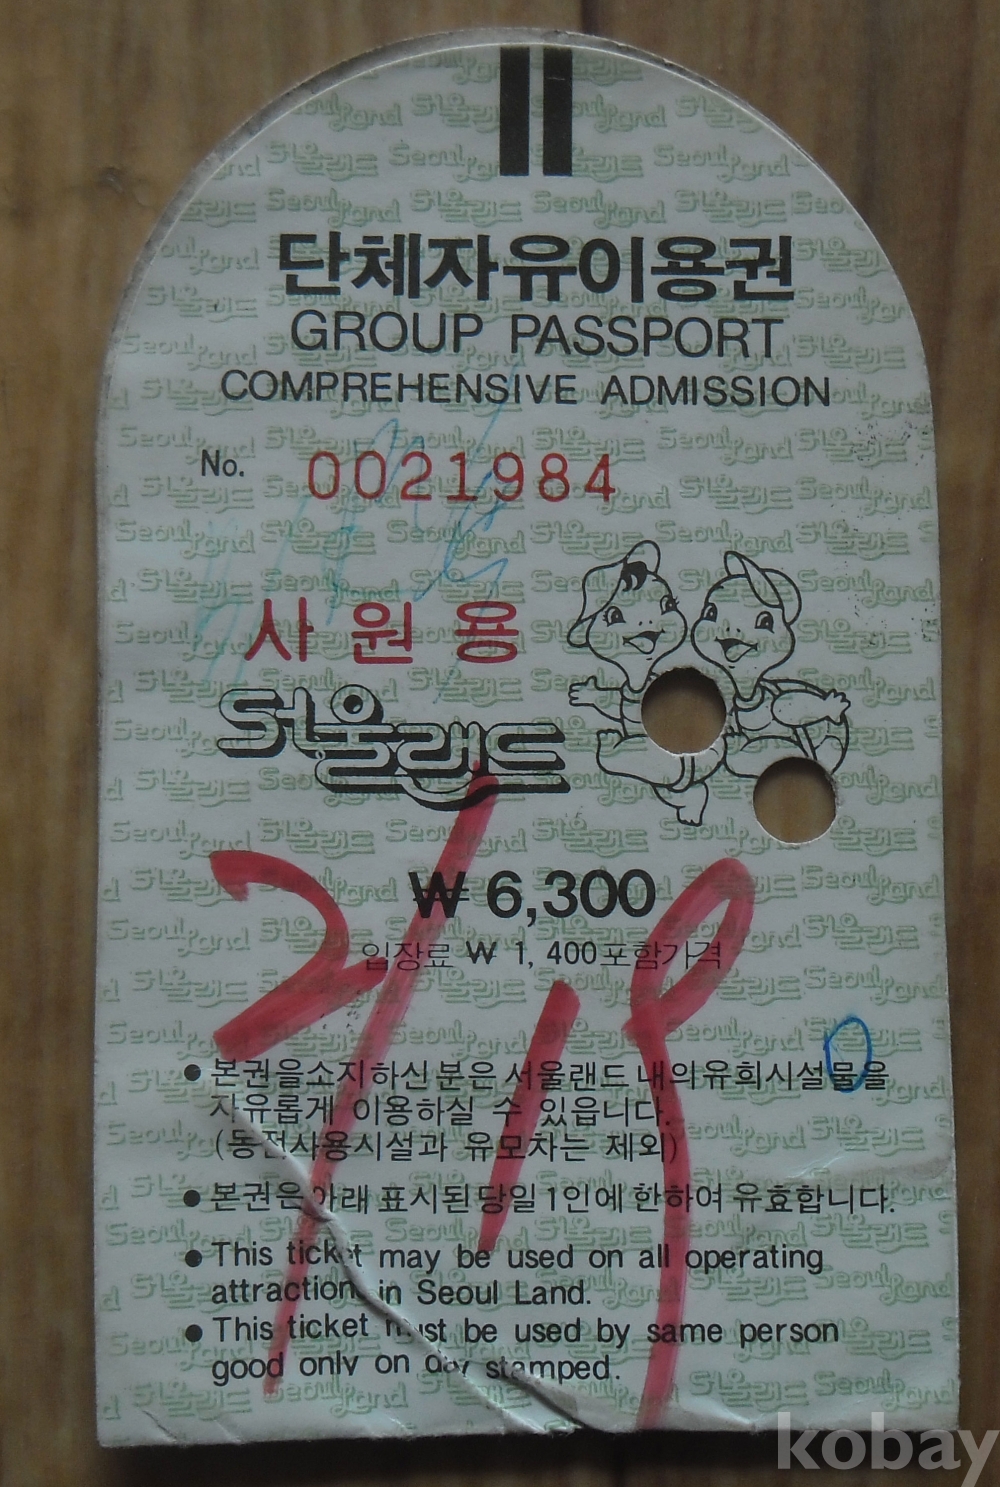 단체자유이용권
GROUP PASSPORT
COMPREHENSIVE ADMISSION
No. 0021984
사원용
서울랜드
₩ 6,300
입장료 ₩ 1,400포함가격
2/19
● 본권을소지하신분은 서울랜드 내의유희시설물을
자유롭게 이용하실 수 있읍니다.
(동전사용시설과 유모차는 제외)
● 본권은 아래 표시된 당일 1인에 한하여 유효합니다.
● This ticket may be used on all operating
attraction in Seoul Land.
● This ticket must be used by same person
good only on day stamped.
kobay